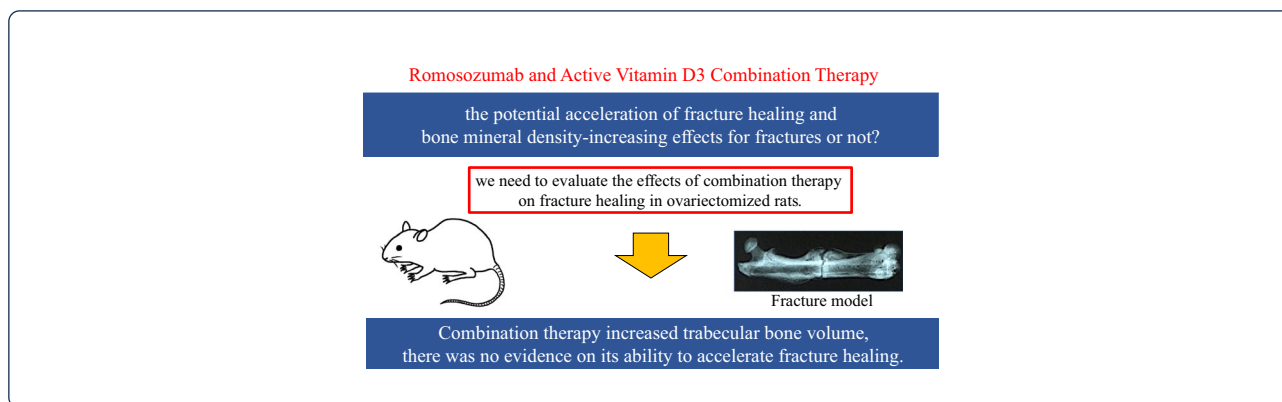 Romosozumab and Active Vitamin D3 Combination Therapy
the potential acceleration of fracture healing and
bone mineral density-increasing effects for fractures or not?
we need to evaluate the effects of combination therapy
on fracture healing in ovariectomized rats.
Fracture model
Combination therapy increased trabecular bone volume,
there was no evidence on its ability to accelerate fracture healing.